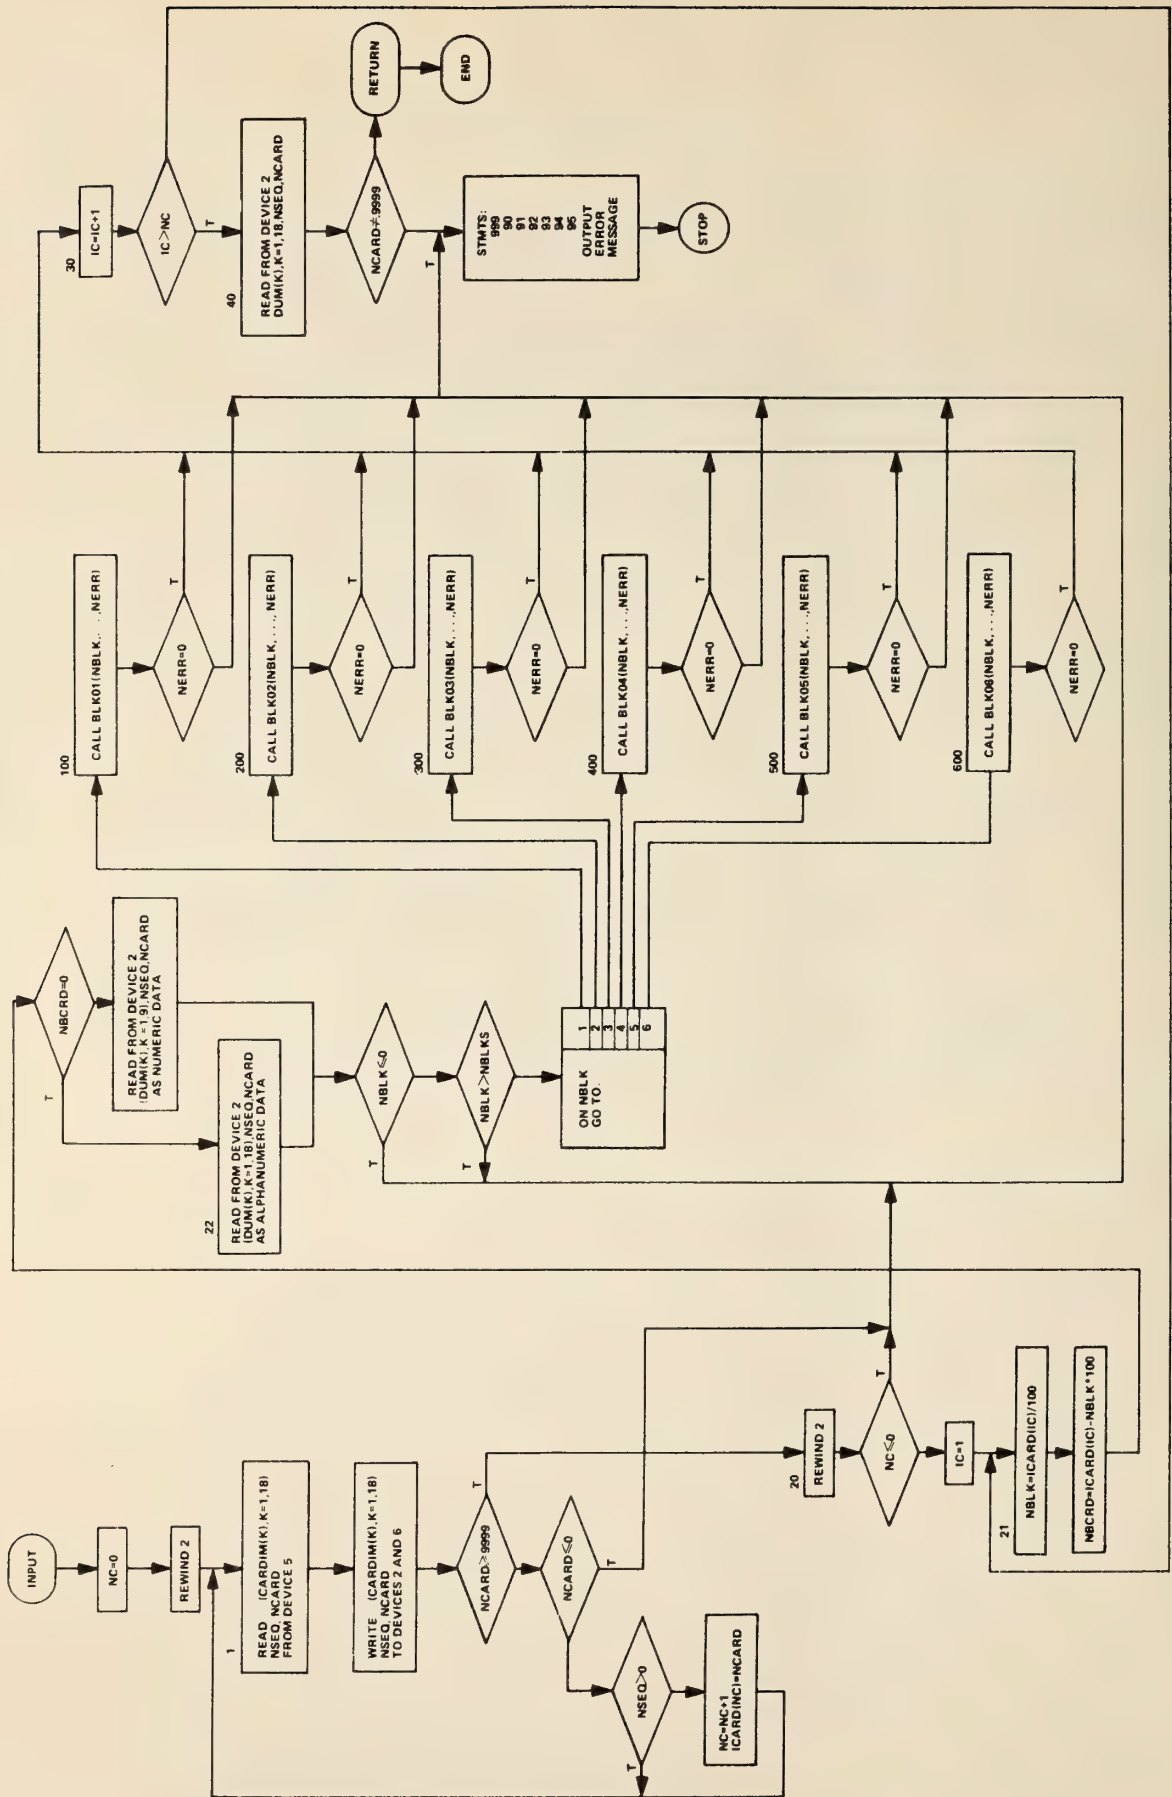 INPUT
NC=0
REWIND 2
1
READ (CARDIM(K),K=1,18)
NSEQ, NCARD
FROM DEVICE 5
WRITE (CARDIM(K),K=1,18)
NSEQ, NCARD
TO DEVICES 2 AND 6
NCARD≥9999
T
NCARD≤0
T
NSEQ>0
T
NC=NC+1
ICARD(NC)=NCARD
20
REWIND 2
NC≤0
T
IC=1
21
NBLK=ICARD(IC)/100
NBCRD=ICARD(IC)-NBLK*100
NBCRD=0
T
READ FROM DEVICE 2
(DUM(K),K=1,9),NSEQ,NCARD
AS NUMERIC DATA
22
READ FROM DEVICE 2
(DUM(K),K=1,18),NSEQ,NCARD
AS ALPHANUMERIC DATA
NBLK≤0
T
NBLK>NBLKS
T
ON NBLK
GO TO.
1
2
3
4
5
6
100
CALL BLK01(NBLK,...,NERR)
NERR=0
T
200
CALL BLK02(NBLK,...,NERR)
NERR=0
T
300
CALL BLK03(NBLK,...,NERR)
NERR=0
T
400
CALL BLK04(NBLK,...,NERR)
NERR=0
T
500
CALL BLK05(NBLK,...,NERR)
NERR=0
T
600
CALL BLK06(NBLK,...,NERR)
NERR=0
T
30
IC=IC+1
IC>NC
T
40
READ FROM DEVICE 2
DUM(K),K=1,18,NSEQ,NCARD
NCARD≠9999
T
RETURN
END
STMTS:
999
90
91
92
93
94
95
OUTPUT
ERROR
MESSAGE
STOP